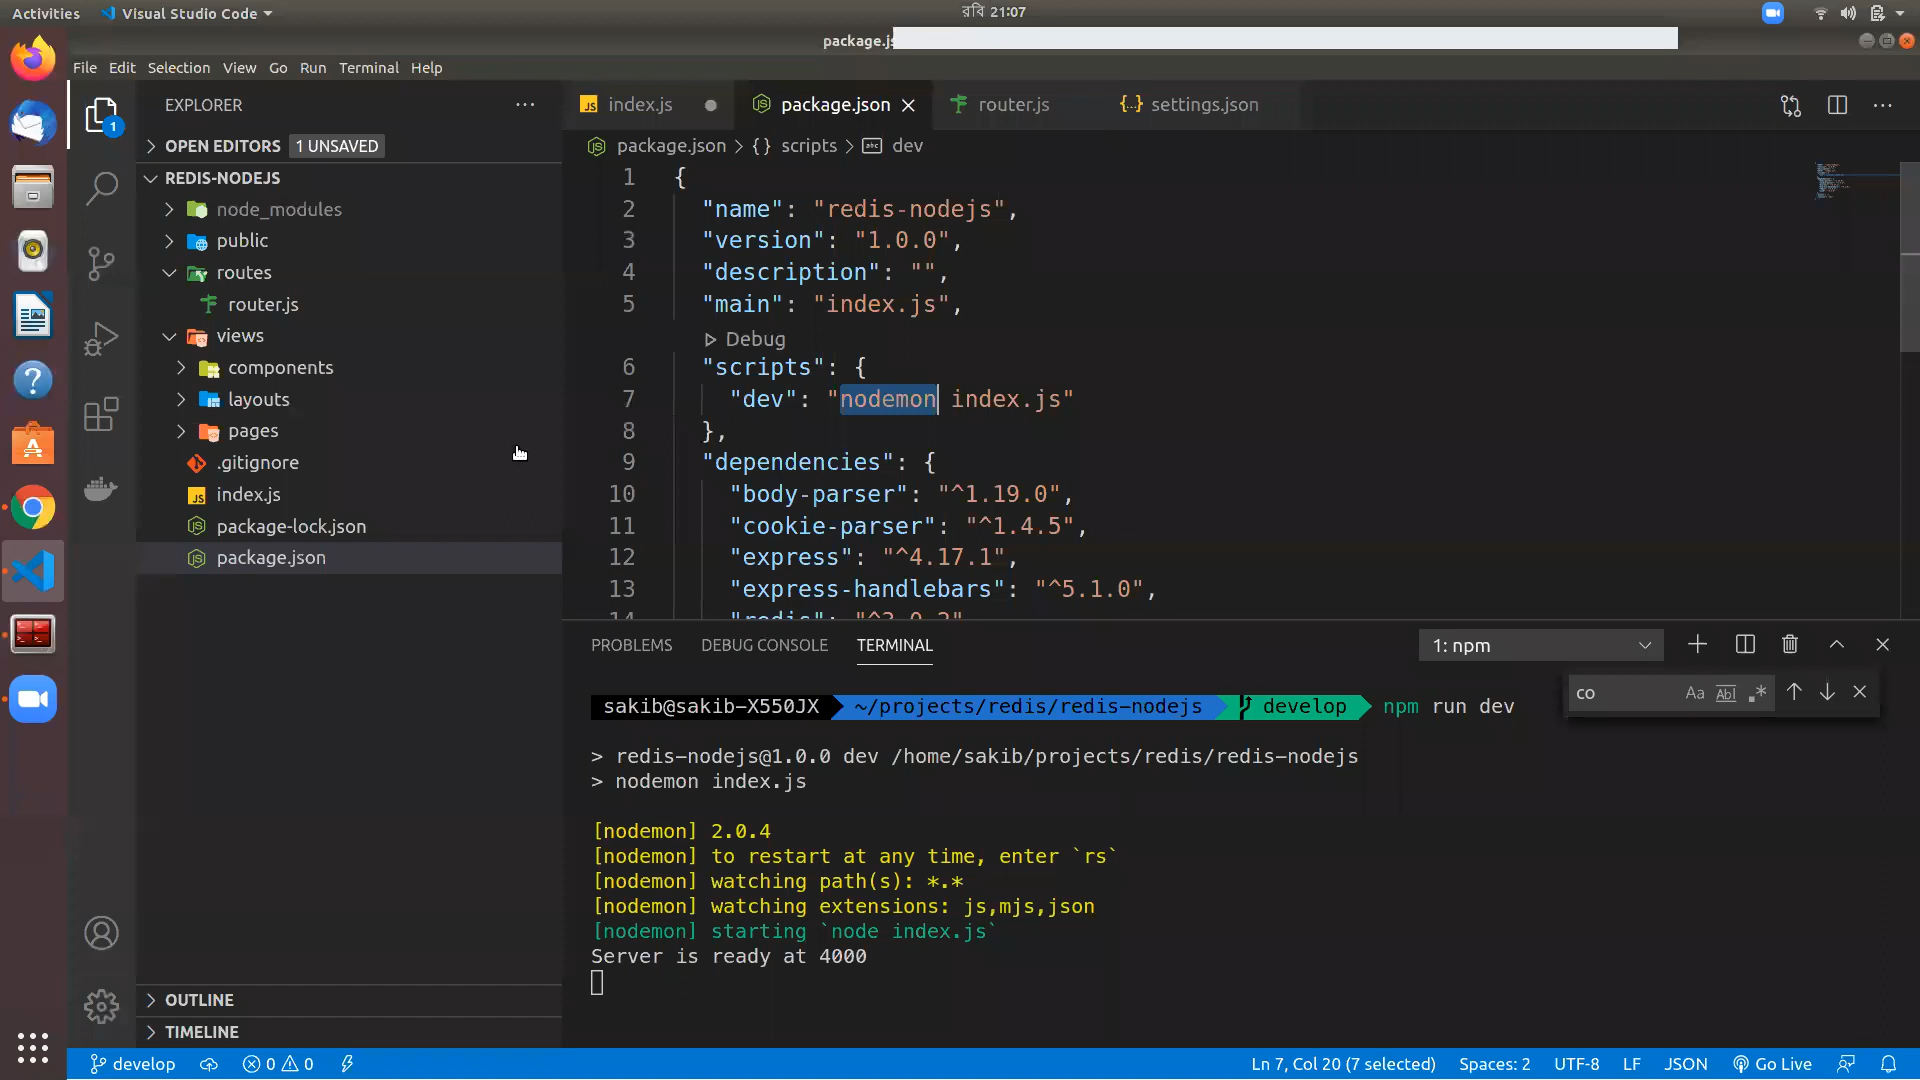 Activities Visual Studio Code রবি 21:07
package.js
File Edit Selection View Go Run Terminal Help
EXPLORER
OPEN EDITORS 1 UNSAVED
REDIS-NODEJS
node_modules
public
routes
router.js
views
components
layouts
pages
.gitignore
index.js
package-lock.json
package.json
OUTLINE
TIMELINE
1
index.js package.json router.js {..} settings.json
package.json > {} scripts > abc dev
1 {
2 "name": "redis-nodejs",
3 "version": "1.0.0",
4 "description": "",
5 "main": "index.js",
Debug
6 "scripts": {
7 "dev": "nodemon index.js"
8 },
9 "dependencies": {
10 "body-parser": "^1.19.0",
11 "cookie-parser": "^1.4.5",
12 "express": "^4.17.1",
13 "express-handlebars": "^5.1.0",
14 "redis": "^3.0.2"
PROBLEMS DEBUG CONSOLE TERMINAL 1: npm
co Aa Abl .*
sakib@sakib-X550JX ~/projects/redis/redis-nodejs develop npm run dev
> redis-nodejs@1.0.0 dev /home/sakib/projects/redis/redis-nodejs
> nodemon index.js
[nodemon] 2.0.4
[nodemon] to restart at any time, enter `rs`
[nodemon] watching path(s): *.*
[nodemon] watching extensions: js,mjs,json
[nodemon] starting `node index.js`
Server is ready at 4000
develop 0 0 Ln 7, Col 20 (7 selected) Spaces: 2 UTF-8 LF JSON Go Live